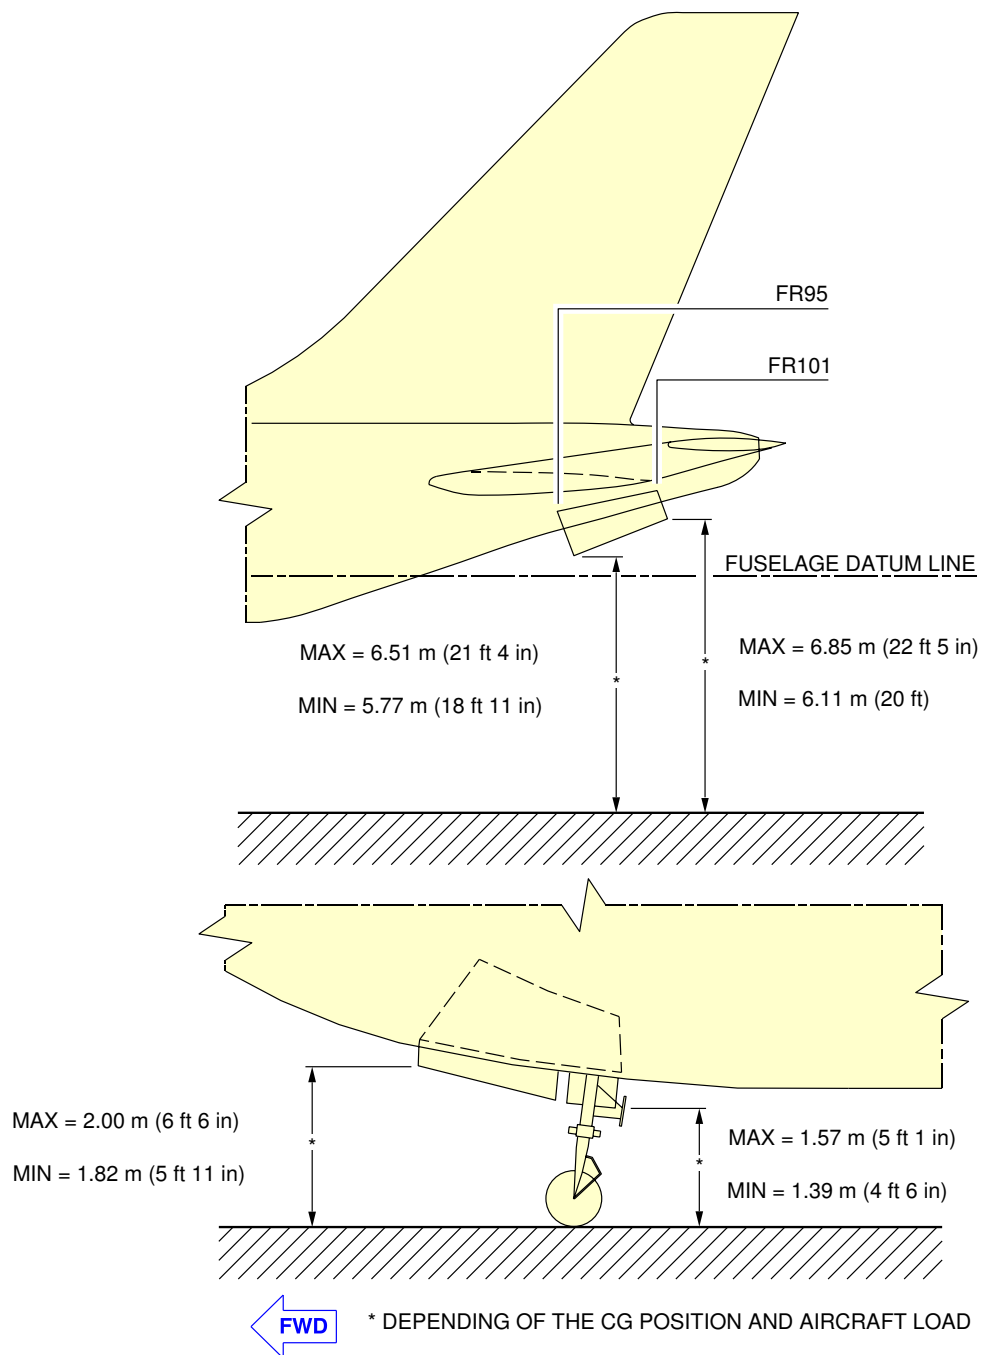 FR95
FR101
FUSELAGE DATUM LINE
MAX = 6.51 m (21 ft 4 in)
MIN = 5.77 m (18 ft 11 in)
*
*
MAX = 6.85 m (22 ft 5 in)
MIN = 6.11 m (20 ft)
MAX = 2.00 m (6 ft 6 in)
MIN = 1.82 m (5 ft 11 in)
*
*
MAX = 1.57 m (5 ft 1 in)
MIN = 1.39 m (4 ft 6 in)
FWD
* DEPENDING OF THE CG POSITION AND AIRCRAFT LOAD